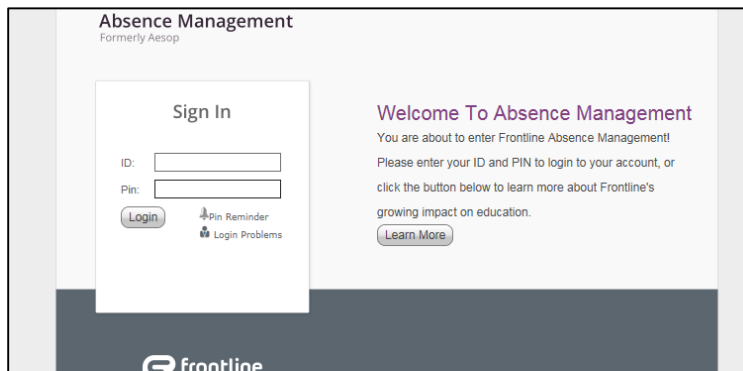 Absence Management
Formerly Aesop
Sign In
ID:
Pin:
Login
Pin Reminder
Login Problems
Welcome To Absence Management
You are about to enter Frontline Absence Management!
Please enter your ID and PIN to login to your account, or
click the button below to learn more about Frontline's
growing impact on education.
Learn More
frontline